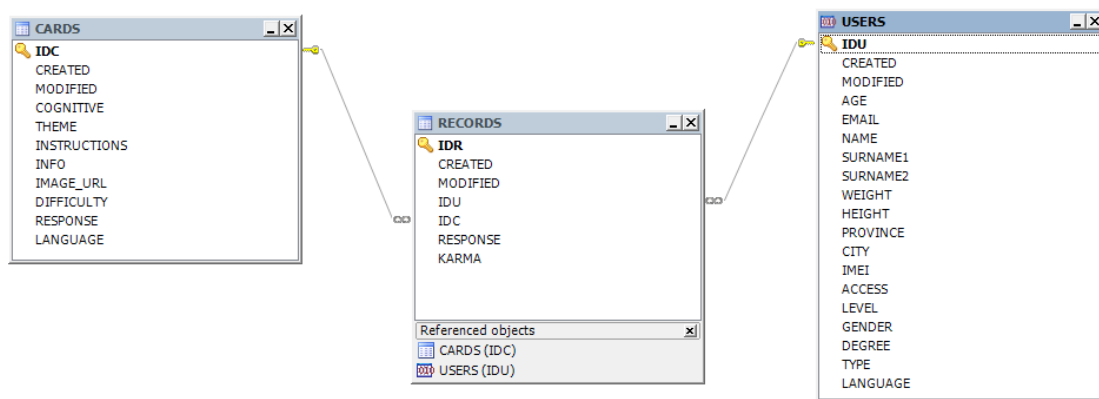 CARDS
IDC
CREATED
MODIFIED
COGNITIVE
THEME
INSTRUCTIONS
INFO
IMAGE_URL
DIFFICULTY
RESPONSE
LANGUAGE
RECORDS
IDR
CREATED
MODIFIED
IDU
IDC
RESPONSE
KARMA
Referenced objects
CARDS (IDC)
USERS (IDU)
USERS
IDU
CREATED
MODIFIED
AGE
EMAIL
NAME
SURNAME1
SURNAME2
WEIGHT
HEIGHT
PROVINCE
CITY
IMEI
ACCESS
LEVEL
GENDER
DEGREE
TYPE
LANGUAGE